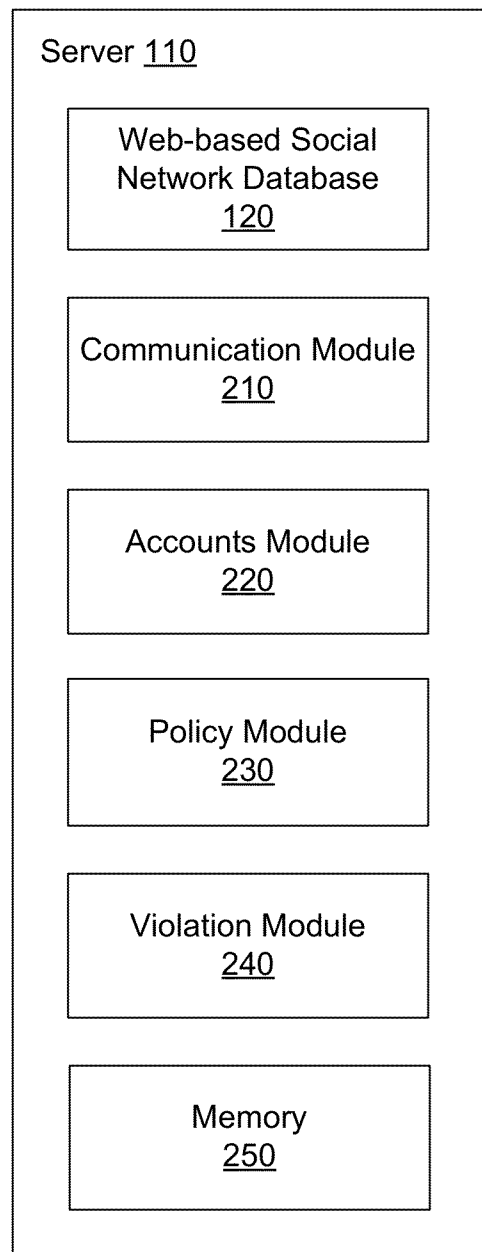 Server 110
Web-based Social
Network Database
120
Communication Module
210
Accounts Module
220
Policy Module
230
Violation Module
240
Memory
250